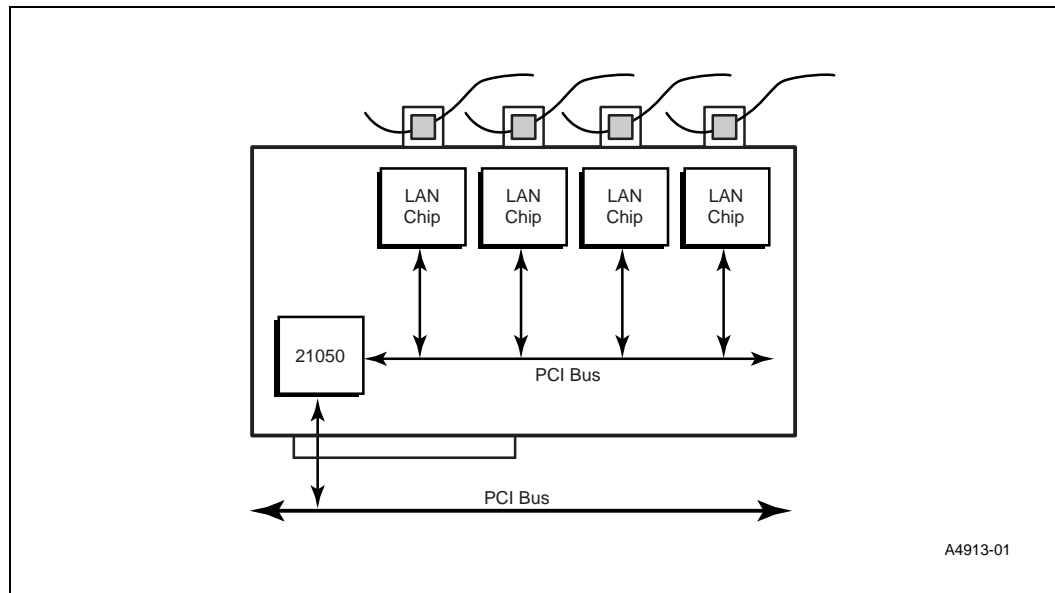 LAN
Chip
LAN
Chip
LAN
Chip
LAN
Chip
21050
PCI Bus
PCI Bus
A4913-01